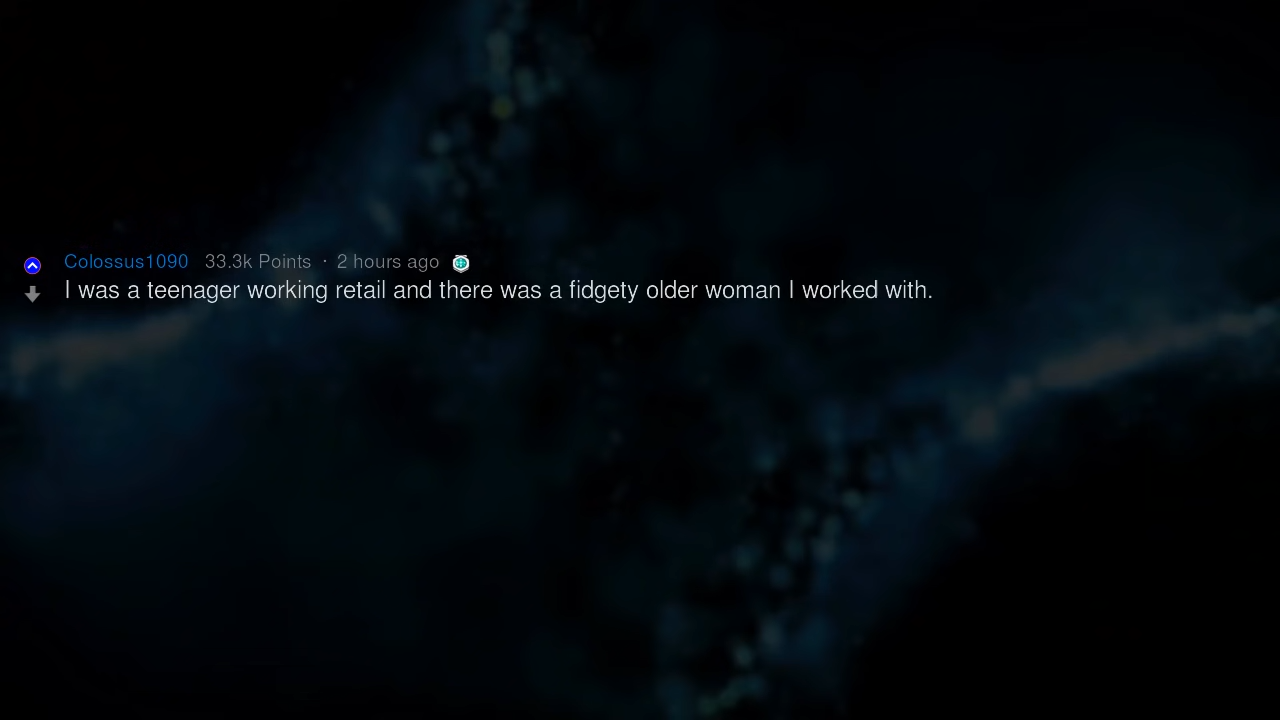 Colossus1090 33.3k Points · 2 hours ago
I was a teenager working retail and there was a fidgety older woman I worked with.